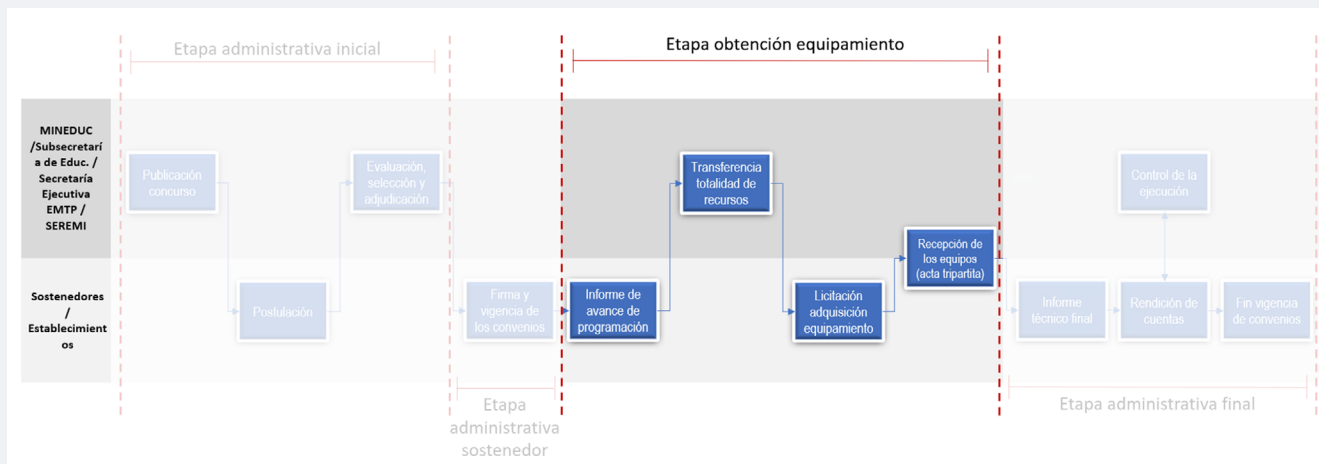 Etapa administrativa inicial
Etapa obtención equipamiento
MINEDUC
/Subsecretarí
a de Educ. /
Secretaría
Ejecutiva
EMTP /
SEREMI
Publicación
concurso
Evaluación,
selección y
adjudicación
Transferencia
totalidad de
recursos
Control de la
ejecución
Recepción de
los equipos
(acta tripartita)
Sostenedores
/
Establecimient
os
Postulación
Firma y
vigencia de
los convenios
Informe de
avance de
programación
Licitación
adquisición
equipamiento
Informe
técnico final
Rendición de
cuentas
Fin vigencia
de convenios
Etapa
administrativa
sostenedor
Etapa administrativa final